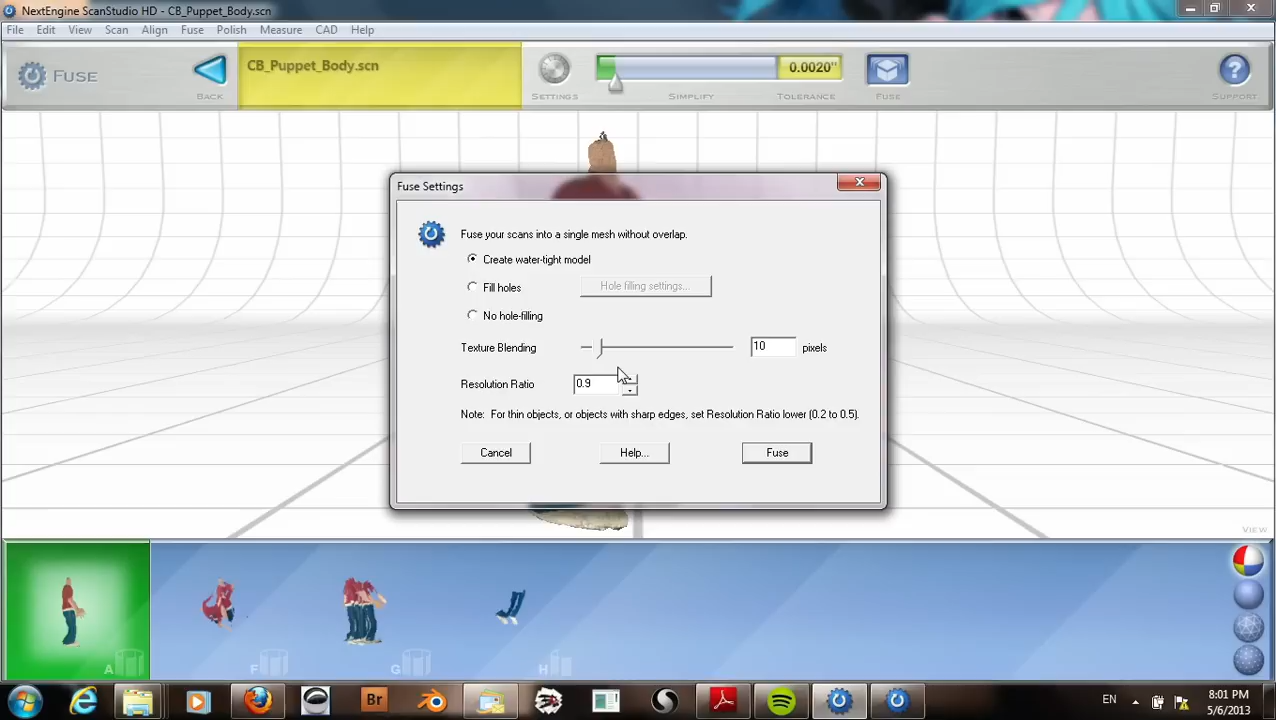 NextEngine ScanStudio HD - CB_Puppet_Body.scn
File Edit View Scan Align Fuse Polish Measure CAD Help
FUSE
BACK
CB_Puppet_Body.scn
SETTINGS
SIMPLIFY
0.0020"
TOLERANCE
FUSE
SUPPORT
Fuse Settings
Fuse your scans into a single mesh without overlap.
Create water-tight model
Fill holes
Hole filling settings...
No hole-filling
Texture Blending
10 pixels
Resolution Ratio
0.9
Note: For thin objects, or objects with sharp edges, set Resolution Ratio lower (0.2 to 0.5).
Cancel
Help...
Fuse
VIEW
A
F
G
H
Br
EN
8:01 PM
5/6/2013